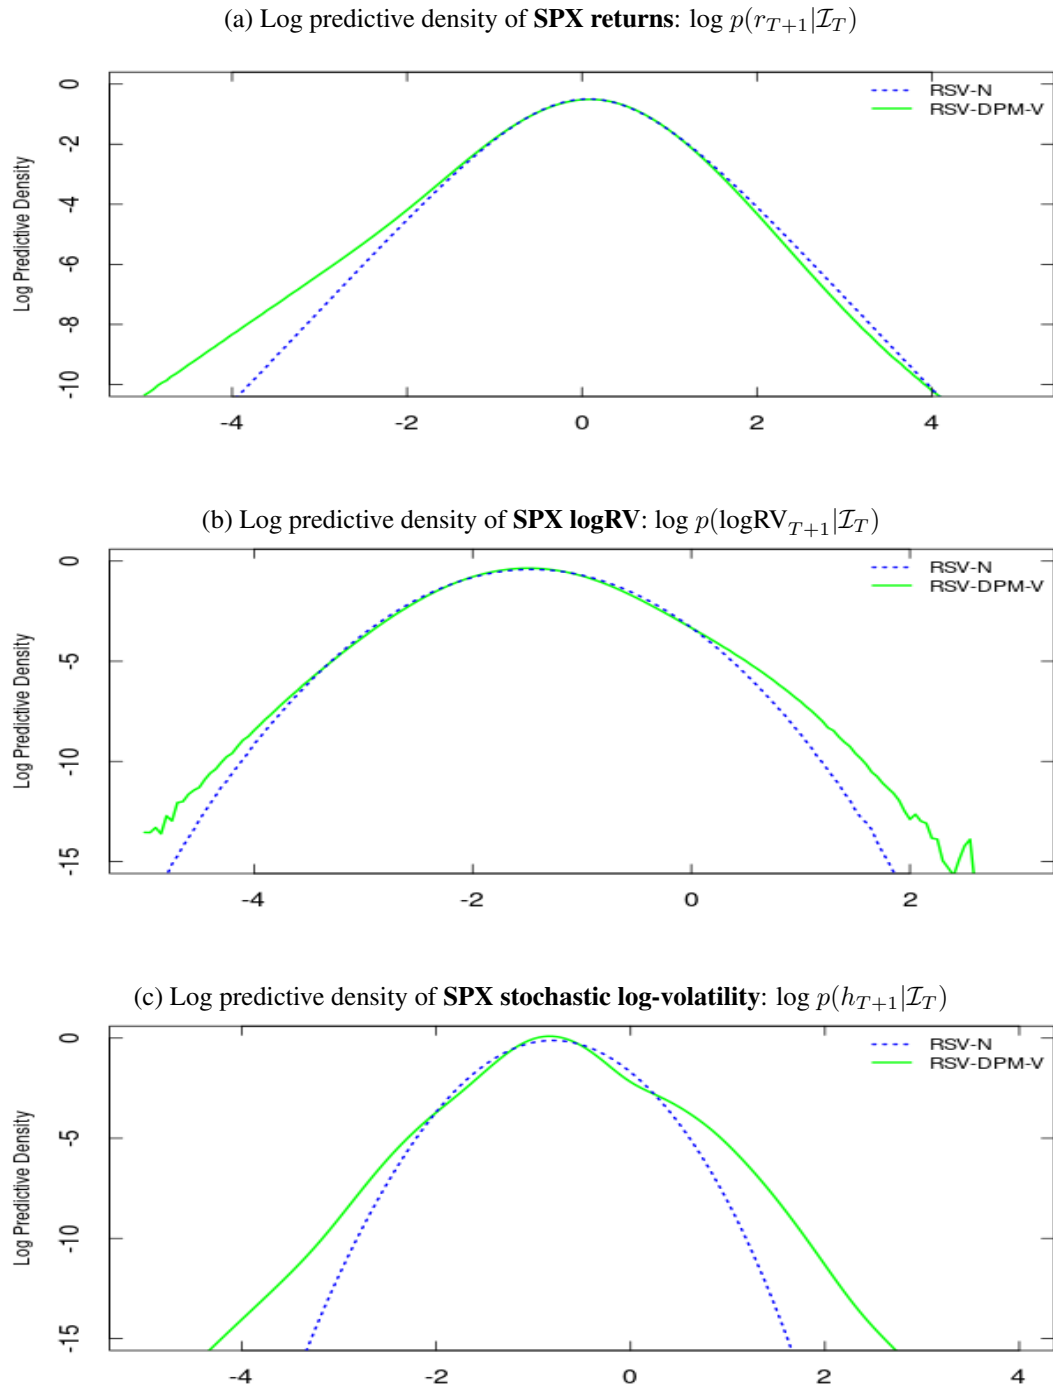 (a) Log predictive density of SPX returns: log p(r_{T+1}|ℐ_T)
Log Predictive Density
0
-2
-4
-6
-8
-10
RSV-N
RSV-DPM-V
-4 -2 0 2 4
(b) Log predictive density of SPX logRV: log p(logRV_{T+1}|ℐ_T)
Log Predictive Density
0
-5
-10
-15
RSV-N
RSV-DPM-V
-4 -2 0 2
(c) Log predictive density of SPX stochastic log-volatility: log p(h_{T+1}|ℐ_T)
Log Predictive Density
0
-5
-10
-15
RSV-N
RSV-DPM-V
-4 -2 0 2 4